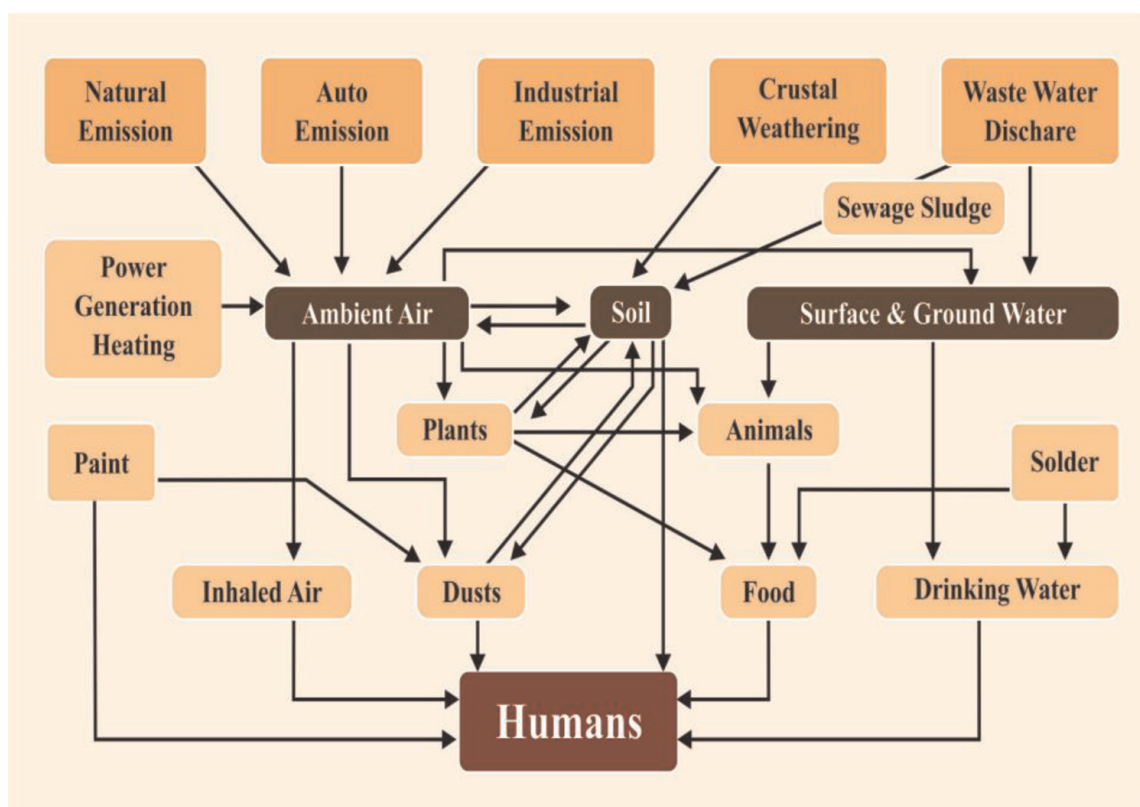 Natural
Emission
Auto
Emission
Industrial
Emission
Crustal
Weathering
Waste Water
Dischare
Sewage Sludge
Power
Generation
Heating
Ambient Air
Soil
Surface & Ground Water
Plants
Animals
Paint
Solder
Inhaled Air
Dusts
Food
Drinking Water
Humans